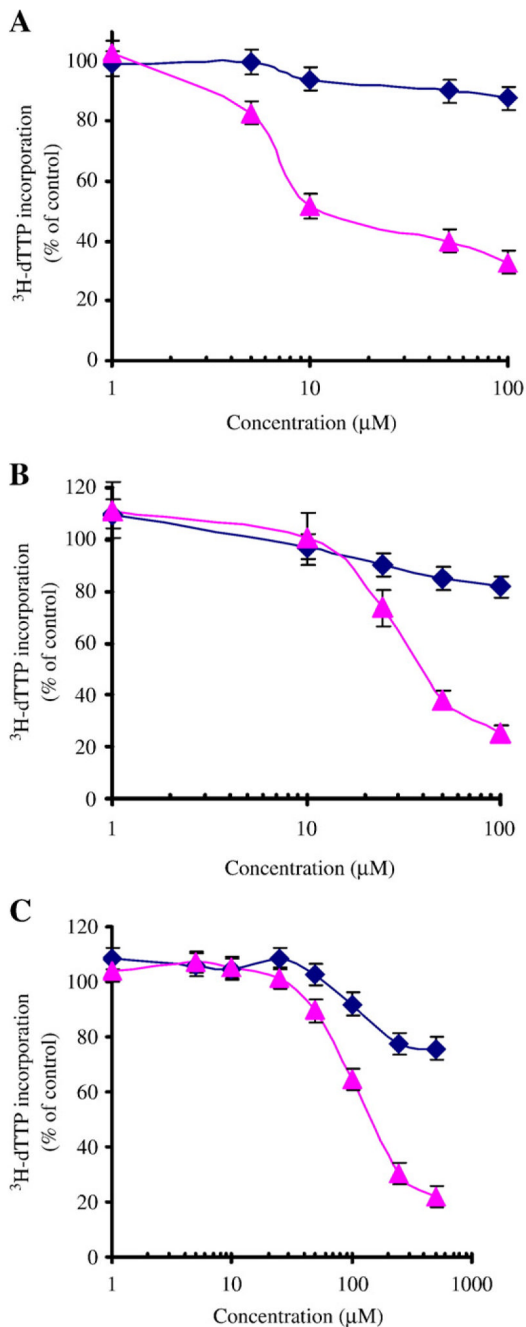 A
³H-dTTP incorporation
(% of control)
100
80
60
40
20
0
1
10
100
Concentration (µM)
B
³H-dTTP incorporation
(% of control)
120
100
80
60
40
20
0
1
10
100
Concentration (µM)
C
³H-dTTP incorporation
(% of control)
120
100
80
60
40
20
0
1
10
100
1000
Concentration (µM)